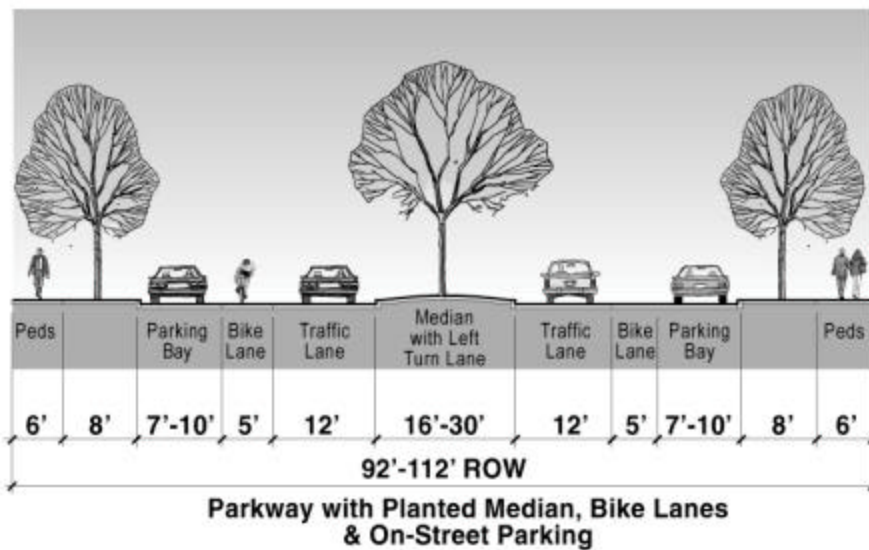 Peds
Parking
Bay
Bike
Lane
Traffic
Lane
Median
with Left
Turn Lane
Traffic
Lane
Bike
Lane
Parking
Bay
Peds
6' 8' 7'-10' 5' 12' 16'-30' 12' 5' 7'-10' 8' 6'
92'-112' ROW
Parkway with Planted Median, Bike Lanes
& On-Street Parking